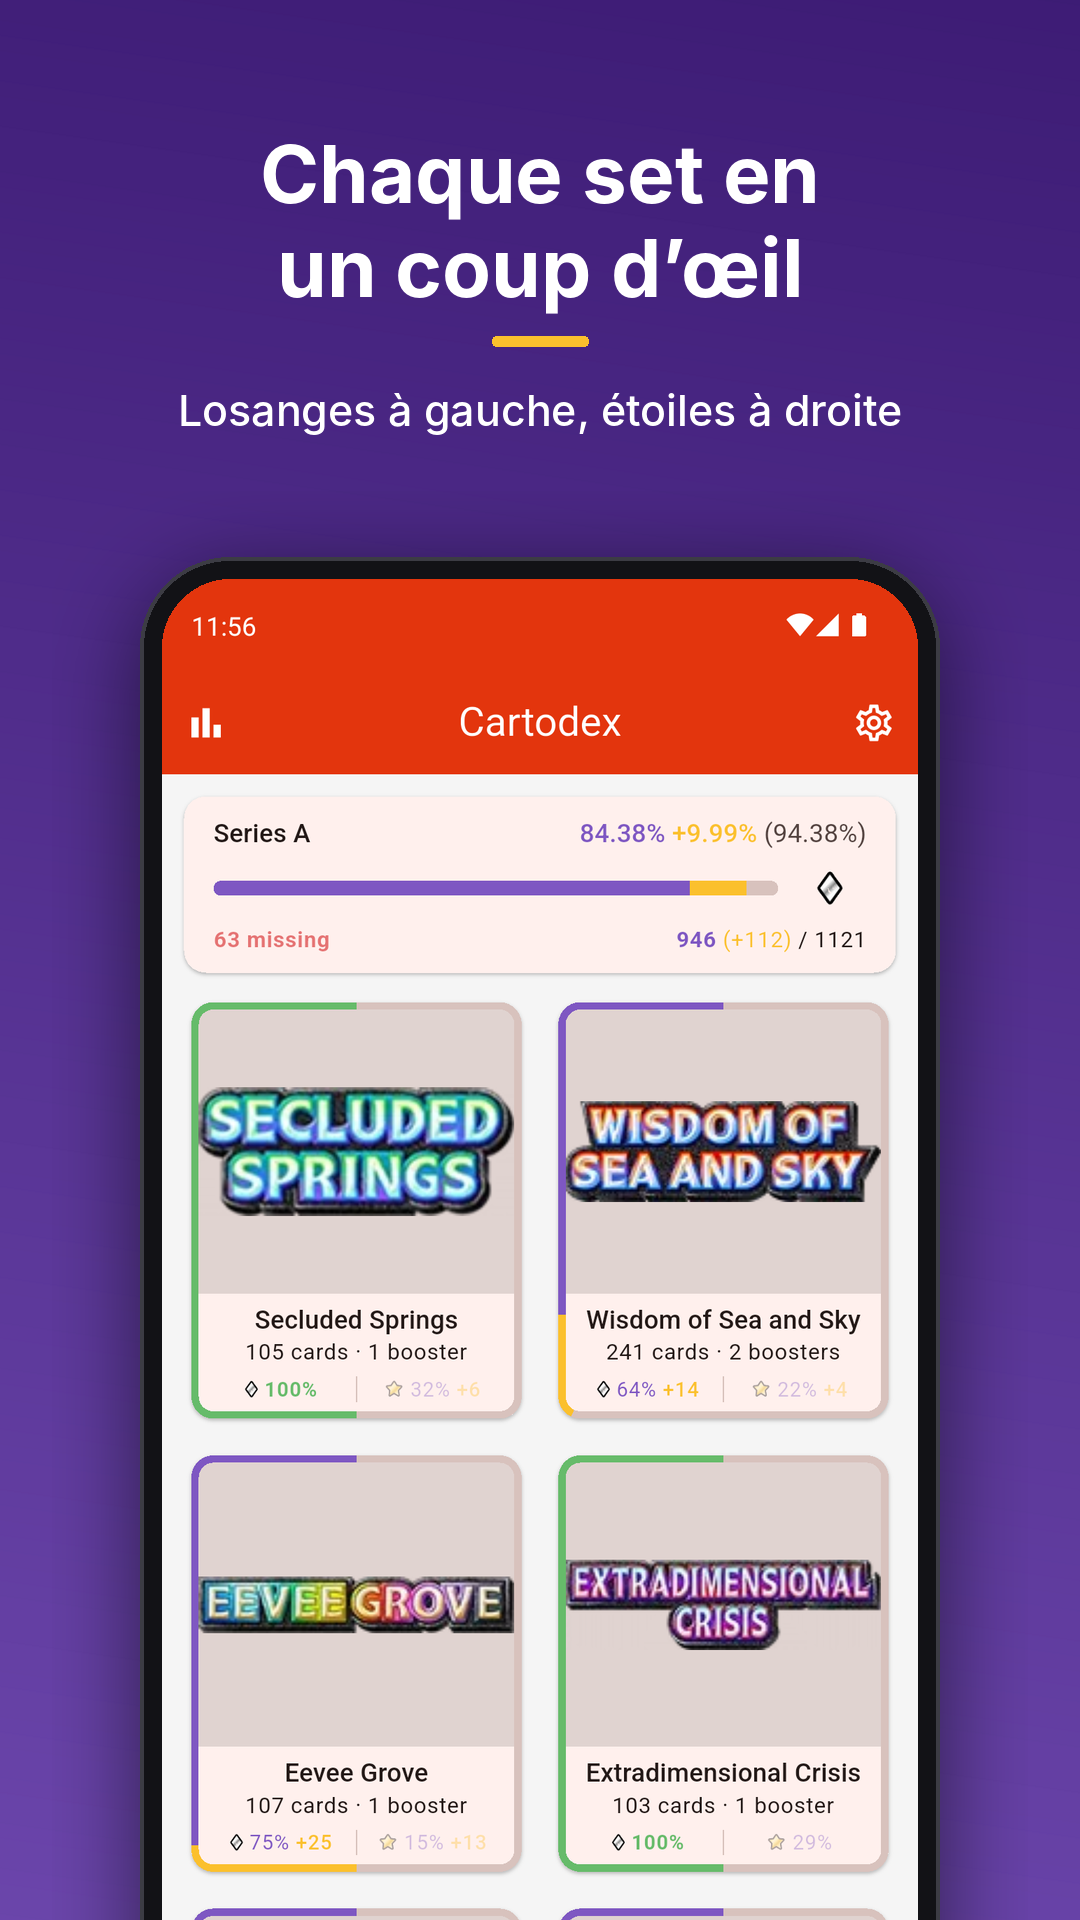 Chaque set en
un coup d’œil
Losanges à gauche, étoiles à droite
11:56
Cartodex
Series A 84.38% +9.99% (94.38%)
63 missing 946 (+112) / 1121
SECLUDED
SPRINGS
Secluded Springs
105 cards · 1 booster
100% 32% +6
WISDOM OF
SEA AND SKY
Wisdom of Sea and Sky
241 cards · 2 boosters
64% +14 22% +4
EEVEE GROVE
Eevee Grove
107 cards · 1 booster
75% +25 15% +13
EXTRADIMENSIONAL
CRISIS
Extradimensional Crisis
103 cards · 1 booster
100% 29%